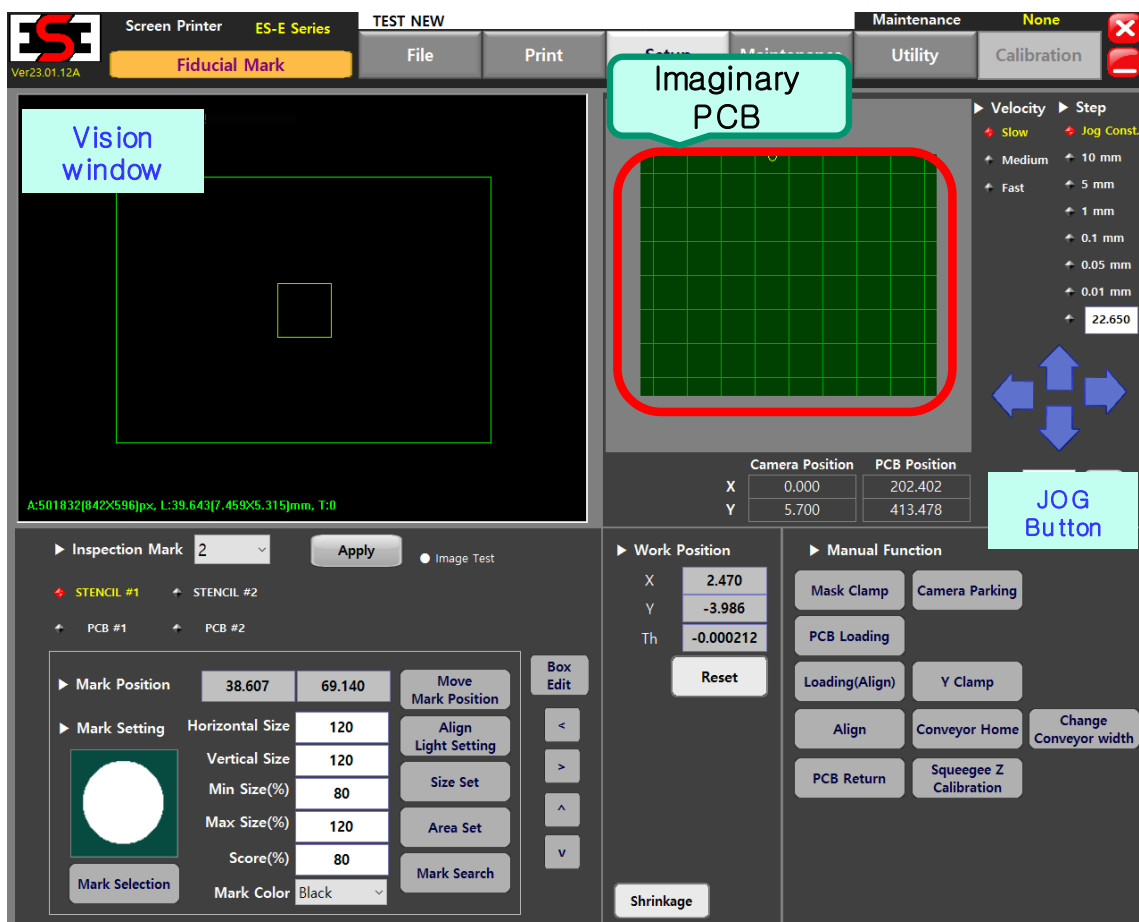 ESE
Ver23.01.12A
Screen Printer ES-E Series
Fiducial Mark
TEST NEW
Maintenance None
File Print Utility Calibration
Vision
window
Imaginary
PCB
Velocity Step
Slow Jog Const.
Medium 10 mm
Fast 5 mm
1 mm
0.1 mm
0.05 mm
0.01 mm
22.650
A:501832(842X596)px, L:39.643(7.459X5.315)mm, T:0
Camera Position PCB Position
X 0.000 202.402
Y 5.700 413.478
JOG
Button
Inspection Mark 2 Apply Image Test
STENCIL #1 STENCIL #2
PCB #1 PCB #2
Mark Position 38.607 69.140 Move
Mark Position
Box
Edit
Mark Setting
Horizontal Size 120 Align
Light Setting
<
Vertical Size 120
Size Set
>
Min Size(%) 80
Max Size(%) 120
Area Set
^
Score(%) 80
Mark Search
v
Mark Selection
Mark Color Black
Work Position
X 2.470
Y -3.986
Th -0.000212
Reset
Shrinkage
Manual Function
Mask Clamp Camera Parking
PCB Loading
Loading(Align) Y Clamp
Align Conveyor Home Change
Conveyor width
PCB Return Squeegee Z
Calibration